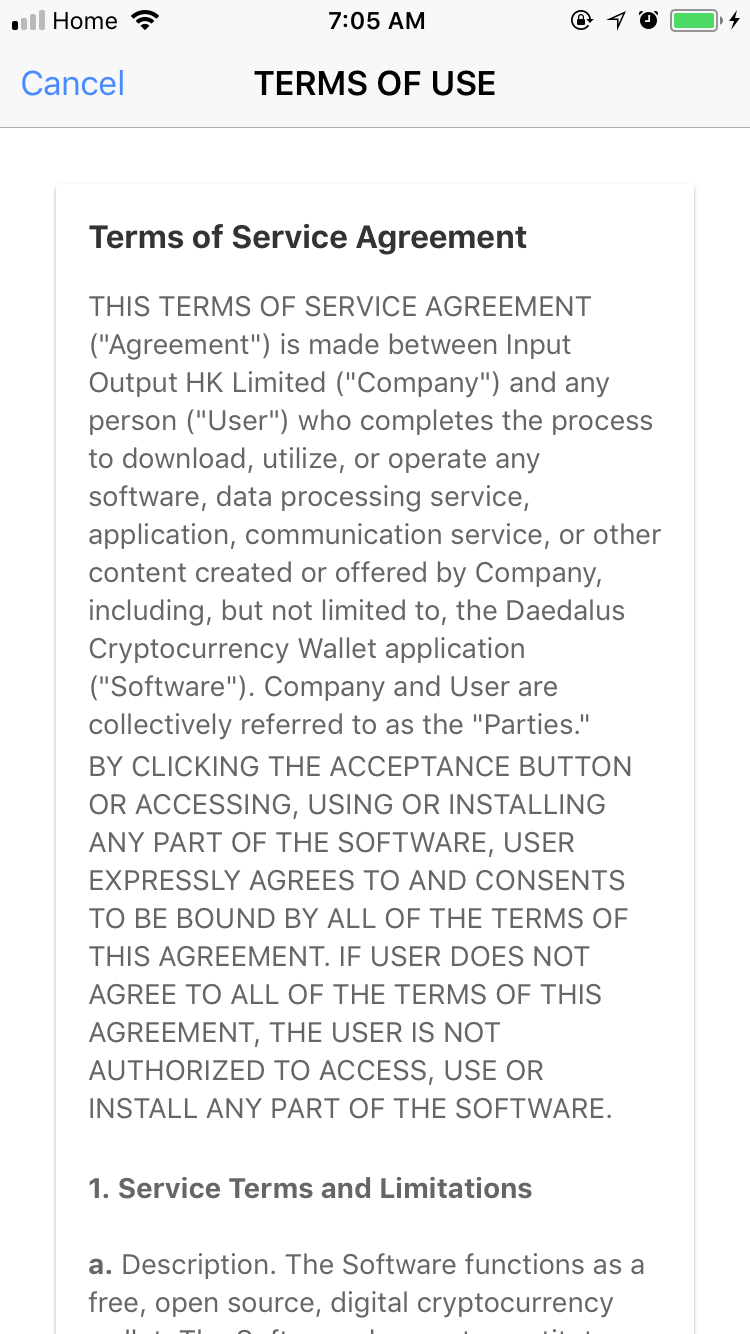 Home 7:05 AM
Cancel TERMS OF USE
Terms of Service Agreement
THIS TERMS OF SERVICE AGREEMENT
("Agreement") is made between Input
Output HK Limited ("Company") and any
person ("User") who completes the process
to download, utilize, or operate any
software, data processing service,
application, communication service, or other
content created or offered by Company,
including, but not limited to, the Daedalus
Cryptocurrency Wallet application
("Software"). Company and User are
collectively referred to as the "Parties."
BY CLICKING THE ACCEPTANCE BUTTON
OR ACCESSING, USING OR INSTALLING
ANY PART OF THE SOFTWARE, USER
EXPRESSLY AGREES TO AND CONSENTS
TO BE BOUND BY ALL OF THE TERMS OF
THIS AGREEMENT. IF USER DOES NOT
AGREE TO ALL OF THE TERMS OF THIS
AGREEMENT, THE USER IS NOT
AUTHORIZED TO ACCESS, USE OR
INSTALL ANY PART OF THE SOFTWARE.
1. Service Terms and Limitations
a. Description. The Software functions as a
free, open source, digital cryptocurrency